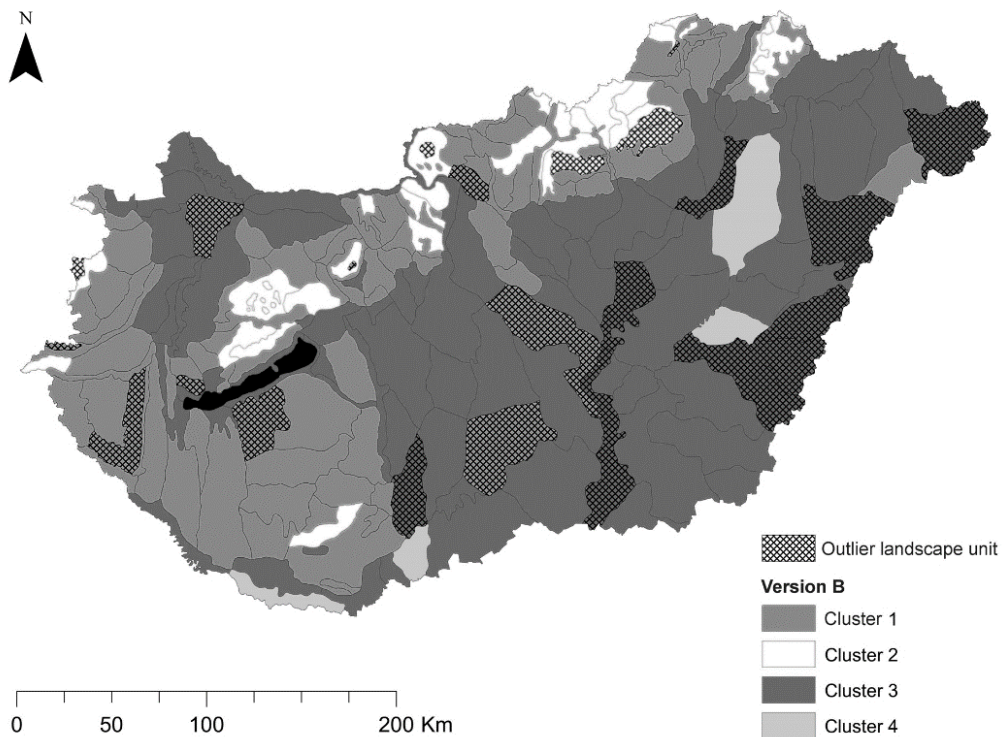 N
Outlier landscape unit
Version B
Cluster 1
Cluster 2
Cluster 3
Cluster 4
0 50 100 200 Km